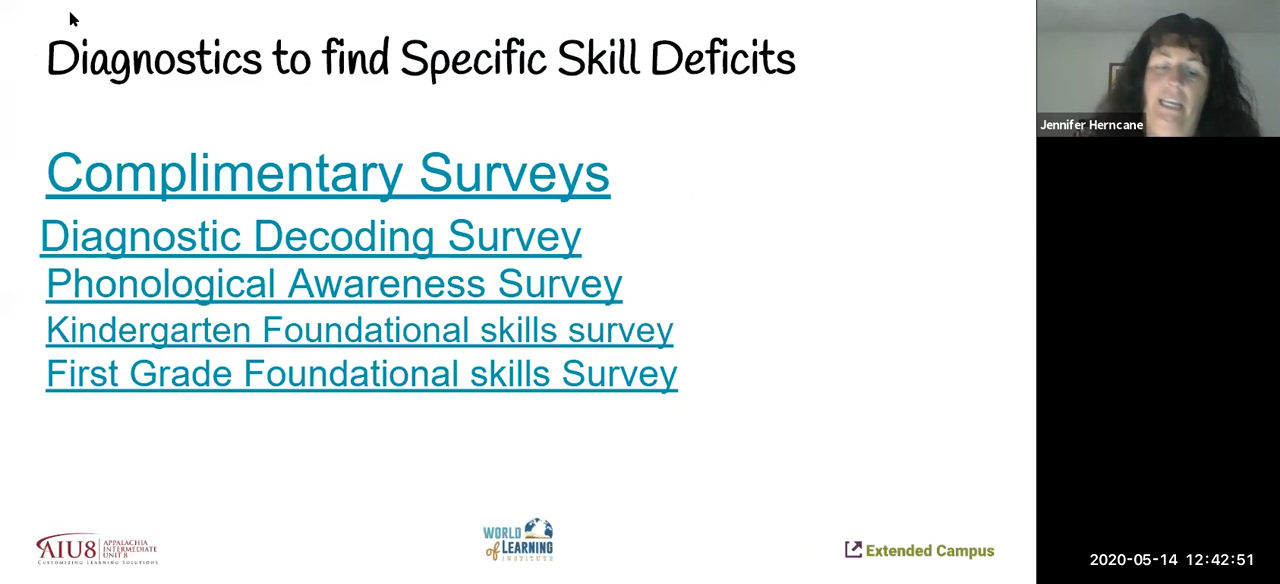 Diagnostics to find Specific Skill Deficits
Jennifer Herncane
Complimentary Surveys
Diagnostic Decoding Survey
Phonological Awareness Survey
Kindergarten Foundational skills survey
First Grade Foundational skills Survey
AIU8 APPALACHIA
INTERMEDIATE
UNIT 8
CUSTOMIZING LEARNING SOLUTIONS
WORLD
of LEARNING
INSTITUTE
Extended Campus
2020-05-14 12:42:51